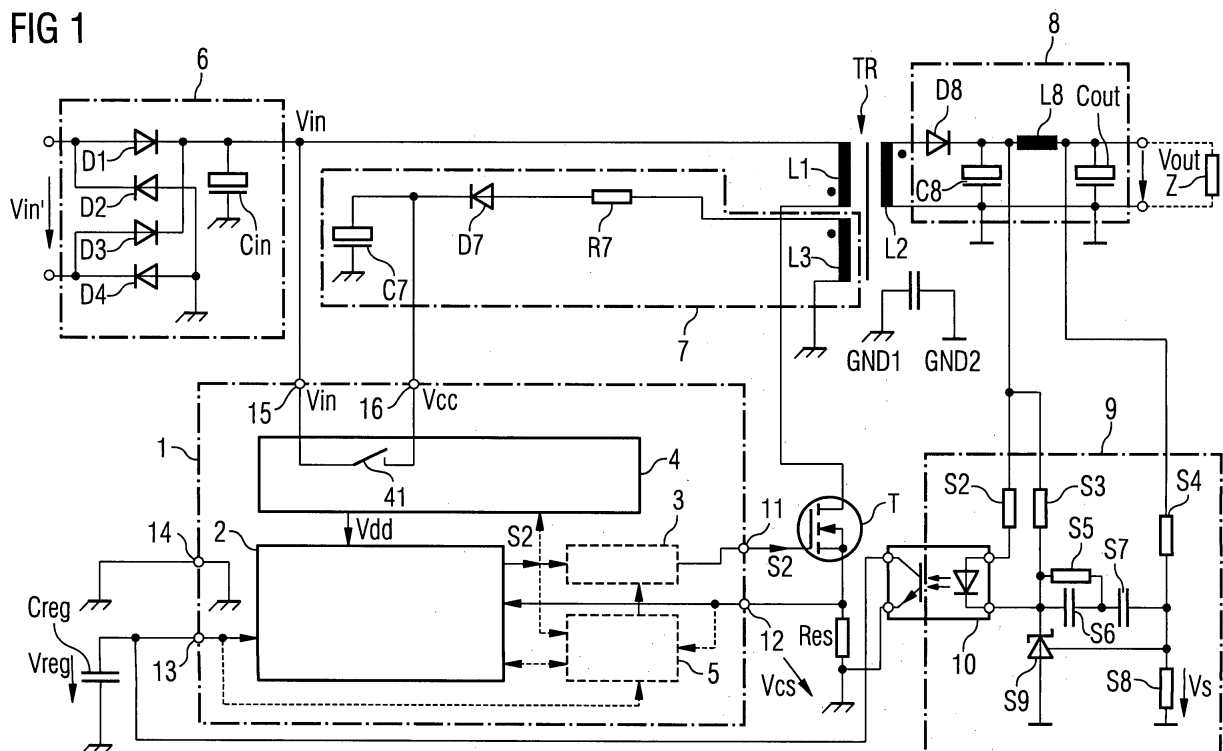 FIG 1
6
8
TR
D8
L8
Cout
Vin
D1
L1
Vout
Z
D2
C8
Vin'
D3
Cin
D7
R7
L2
D4
C7
L3
7
GND1
GND2
15
Vin
16
Vcc
1
9
41
4
S2
S3
S4
3
11
T
14
2
Vdd
S2
S2
S5
S7
Creg
12
Res
S6
Vreg
13
5
10
Vcs
S9
S8
Vs